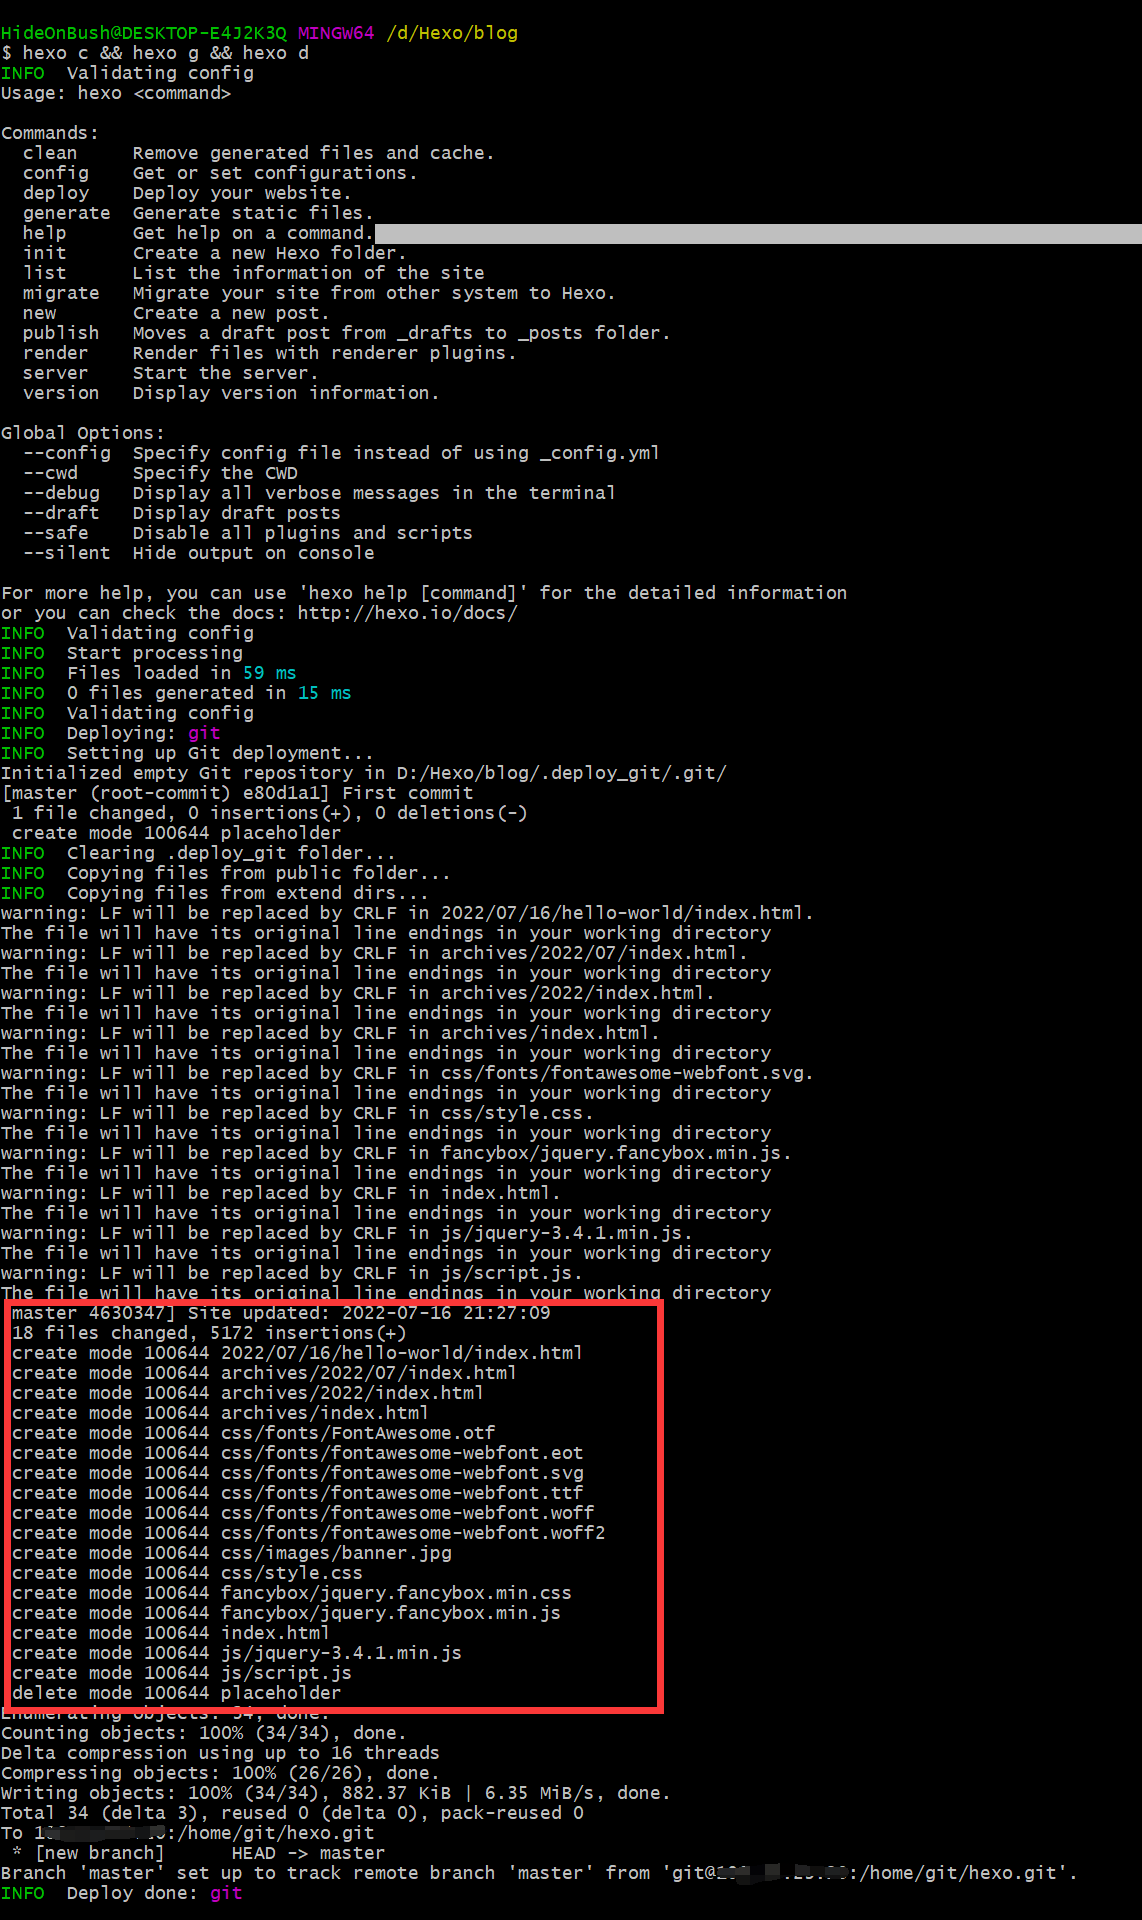 HideOnBush@DESKTOP-E4J2K3Q MINGW64 /d/Hexo/blog
$ hexo c && hexo g && hexo d
INFO  Validating config
Usage: hexo <command>

Commands:
  clean     Remove generated files and cache.
  config    Get or set configurations.
  deploy    Deploy your website.
  generate  Generate static files.
  help      Get help on a command.
  init      Create a new Hexo folder.
  list      List the information of the site
  migrate   Migrate your site from other system to Hexo.
  new       Create a new post.
  publish   Moves a draft post from _drafts to _posts folder.
  render    Render files with renderer plugins.
  server    Start the server.
  version   Display version information.

Global Options:
  --config  Specify config file instead of using _config.yml
  --cwd     Specify the CWD
  --debug   Display all verbose messages in the terminal
  --draft   Display draft posts
  --safe    Disable all plugins and scripts
  --silent  Hide output on console

For more help, you can use 'hexo help [command]' for the detailed information
or you can check the docs: http://hexo.io/docs/
INFO  Validating config
INFO  Start processing
INFO  Files loaded in 59 ms
INFO  0 files generated in 15 ms
INFO  Validating config
INFO  Deploying: git
INFO  Setting up Git deployment...
Initialized empty Git repository in D:/Hexo/blog/.deploy_git/.git/
[master (root-commit) e80d1a1] First commit
 1 file changed, 0 insertions(+), 0 deletions(-)
 create mode 100644 placeholder
INFO  Clearing .deploy_git folder...
INFO  Copying files from public folder...
INFO  Copying files from extend dirs...
warning: LF will be replaced by CRLF in 2022/07/16/hello-world/index.html.
The file will have its original line endings in your working directory
warning: LF will be replaced by CRLF in archives/2022/07/index.html.
The file will have its original line endings in your working directory
warning: LF will be replaced by CRLF in archives/2022/index.html.
The file will have its original line endings in your working directory
warning: LF will be replaced by CRLF in archives/index.html.
The file will have its original line endings in your working directory
warning: LF will be replaced by CRLF in css/fonts/fontawesome-webfont.svg.
The file will have its original line endings in your working directory
warning: LF will be replaced by CRLF in css/style.css.
The file will have its original line endings in your working directory
warning: LF will be replaced by CRLF in fancybox/jquery.fancybox.min.js.
The file will have its original line endings in your working directory
warning: LF will be replaced by CRLF in index.html.
The file will have its original line endings in your working directory
warning: LF will be replaced by CRLF in js/jquery-3.4.1.min.js.
The file will have its original line endings in your working directory
warning: LF will be replaced by CRLF in js/script.js.
The file will have its original line endings in your working directory
master 4630347] Site updated: 2022-07-16 21:27:09
 18 files changed, 5172 insertions(+)
 create mode 100644 2022/07/16/hello-world/index.html
 create mode 100644 archives/2022/07/index.html
 create mode 100644 archives/2022/index.html
 create mode 100644 archives/index.html
 create mode 100644 css/fonts/FontAwesome.otf
 create mode 100644 css/fonts/fontawesome-webfont.eot
 create mode 100644 css/fonts/fontawesome-webfont.svg
 create mode 100644 css/fonts/fontawesome-webfont.ttf
 create mode 100644 css/fonts/fontawesome-webfont.woff
 create mode 100644 css/fonts/fontawesome-webfont.woff2
 create mode 100644 css/images/banner.jpg
 create mode 100644 css/style.css
 create mode 100644 fancybox/jquery.fancybox.min.css
 create mode 100644 fancybox/jquery.fancybox.min.js
 create mode 100644 index.html
 create mode 100644 js/jquery-3.4.1.min.js
 create mode 100644 js/script.js
 delete mode 100644 placeholder
Enumerating objects: 34, done.
Counting objects: 100% (34/34), done.
Delta compression using up to 16 threads
Compressing objects: 100% (26/26), done.
Writing objects: 100% (34/34), 882.37 KiB | 6.35 MiB/s, done.
Total 34 (delta 3), reused 0 (delta 0), pack-reused 0
To :/home/git/hexo.git
 * [new branch]      HEAD -> master
Branch 'master' set up to track remote branch 'master' from 'git@:/home/git/hexo.git'.
INFO  Deploy done: git